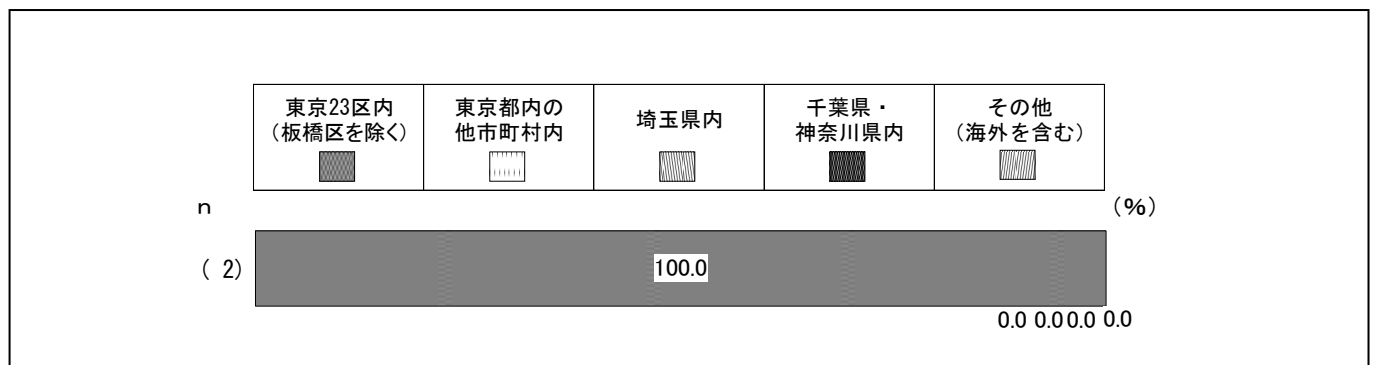 東京23区内
（板橋区を除く）
東京都内の
他市町村内
埼玉県内
千葉県・
神奈川県内
その他
（海外を含む）
n
（%）
( 2)
100.0
0.0 0.0 0.0 0.0